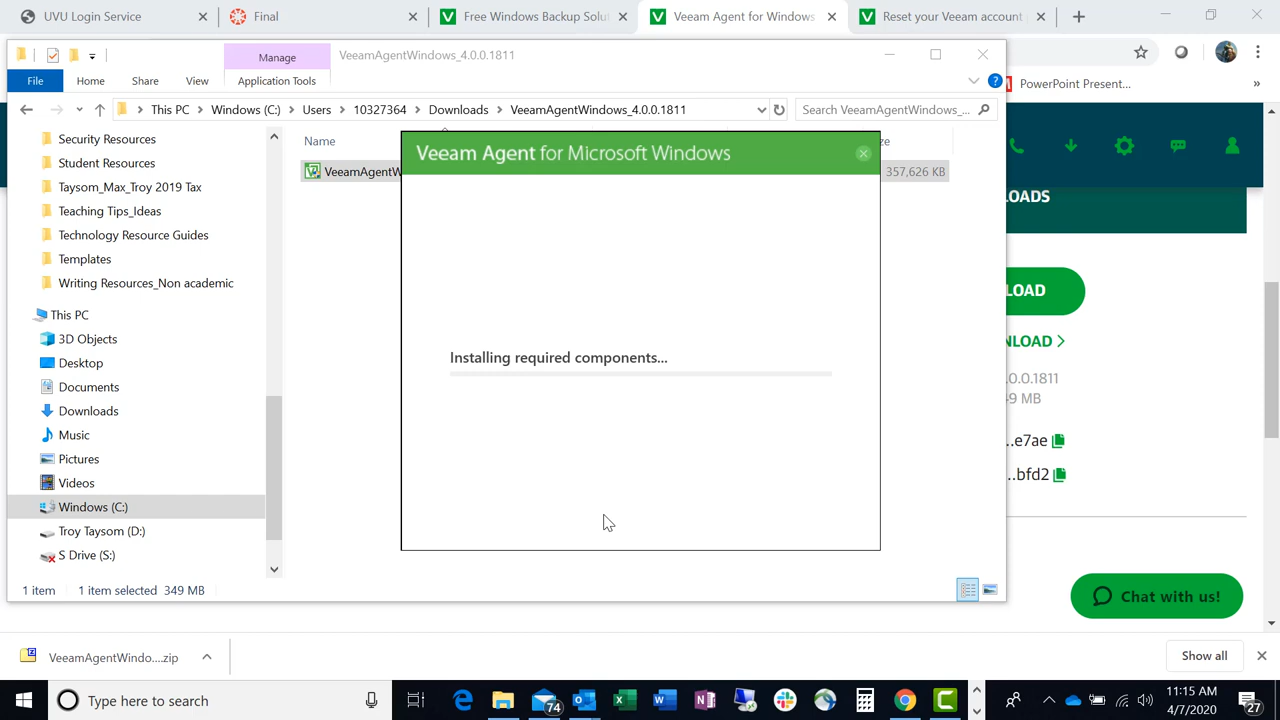 UVU Login Service
Final
Free Windows Backup Solu
Veeam Agent for Windows
Reset your Veeam account
Manage
VeeamAgentWindows_4.0.0.1811
File
Home
Share
View
Application Tools
PowerPoint Present...
»
This PC
Windows (C:)
Users
10327364
Downloads
VeeamAgentWindows_4.0.0.1811
Search VeeamAgentWindows_...
Security Resources
Student Resources
Taysom_Max_Troy 2019 Tax
Teaching Tips_Ideas
Technology Resource Guides
Templates
Writing Resources_Non academic
This PC
3D Objects
Desktop
Documents
Downloads
Music
Pictures
Videos
Windows (C:)
Troy Taysom (D:)
S Drive (S:)
Name
ze
VeeamAgentW
357,626 KB
Veeam Agent for Microsoft Windows
Installing required components...
OADS
LOAD
NLOAD
.0.0.1811
49 MB
..e7ae
..bfd2
1 item
1 item selected 349 MB
Chat with us!
VeeamAgentWindo....zip
Show all
Type here to search
74
11:15 AM
4/7/2020
27